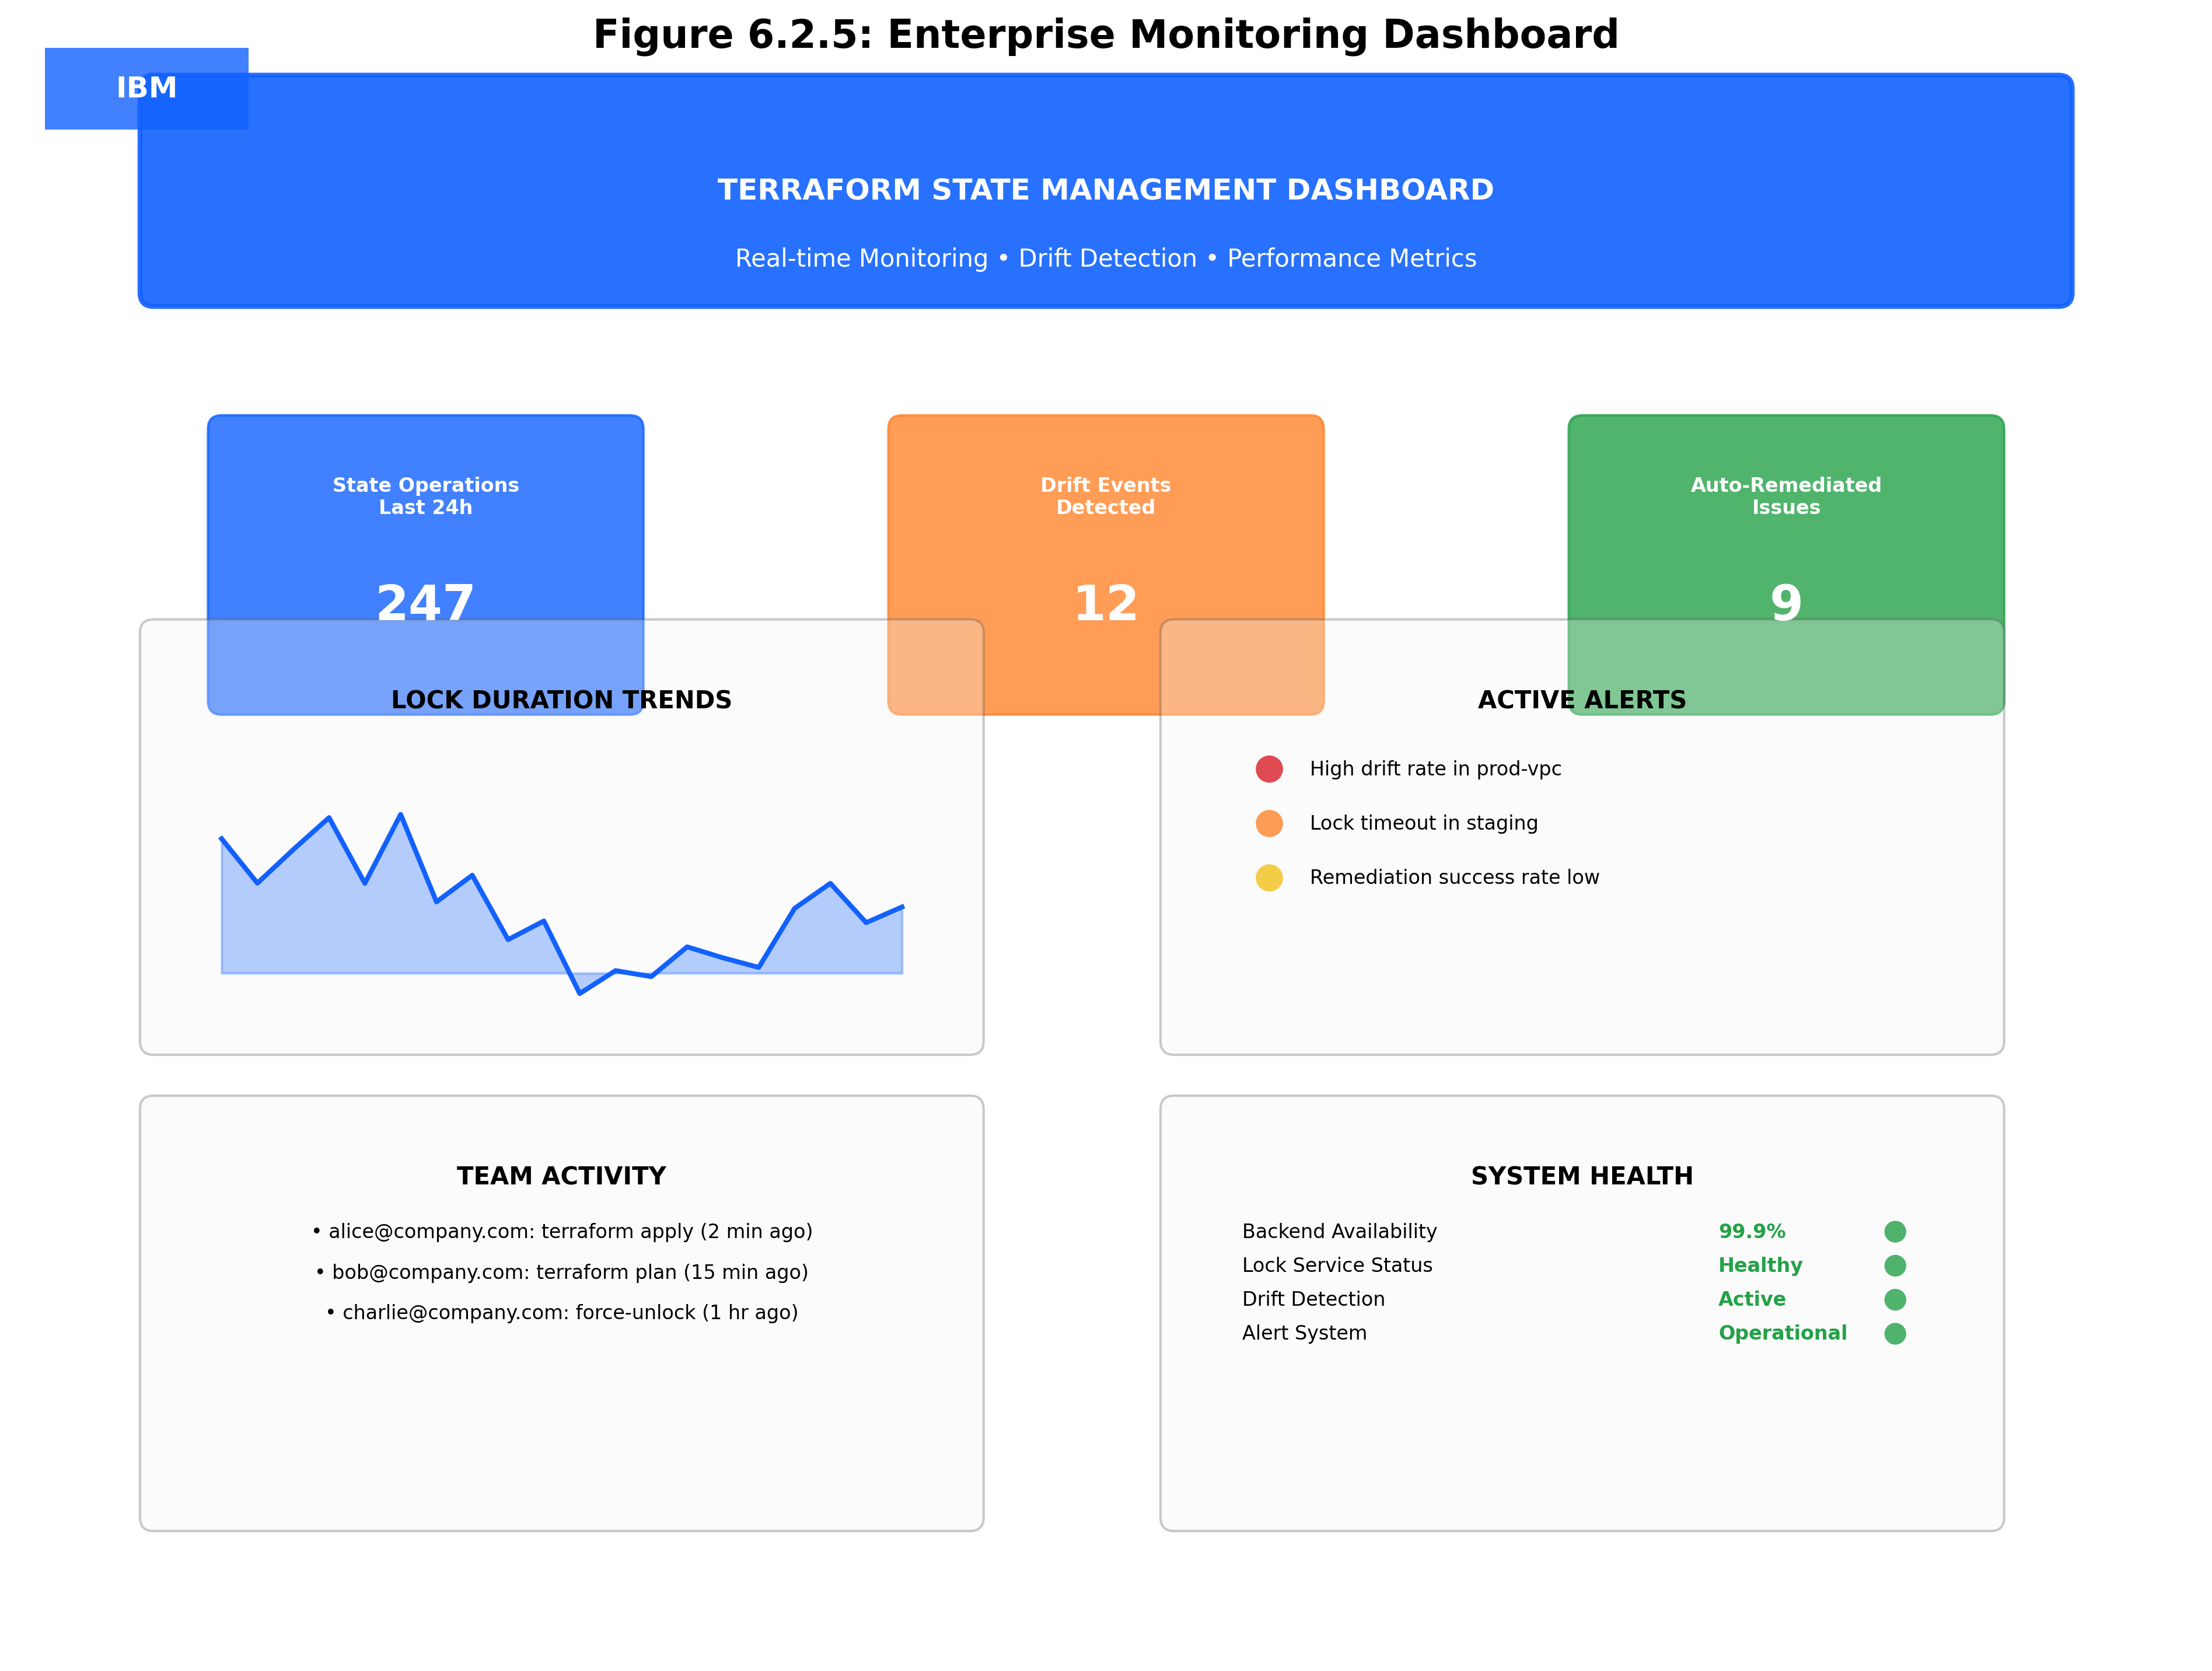 Figure 6.2.5: Enterprise Monitoring Dashboard
IBM
TERRAFORM STATE MANAGEMENT DASHBOARD
Real-time Monitoring • Drift Detection • Performance Metrics
State Operations
Last 24h
247
Drift Events
Detected
12
Auto-Remediated
Issues
9
LOCK DURATION TRENDS
ACTIVE ALERTS
High drift rate in prod-vpc
Lock timeout in staging
Remediation success rate low
TEAM ACTIVITY
• alice@company.com: terraform apply (2 min ago)
• bob@company.com: terraform plan (15 min ago)
• charlie@company.com: force-unlock (1 hr ago)
SYSTEM HEALTH
Backend Availability 99.9%
Lock Service Status Healthy
Drift Detection Active
Alert System Operational